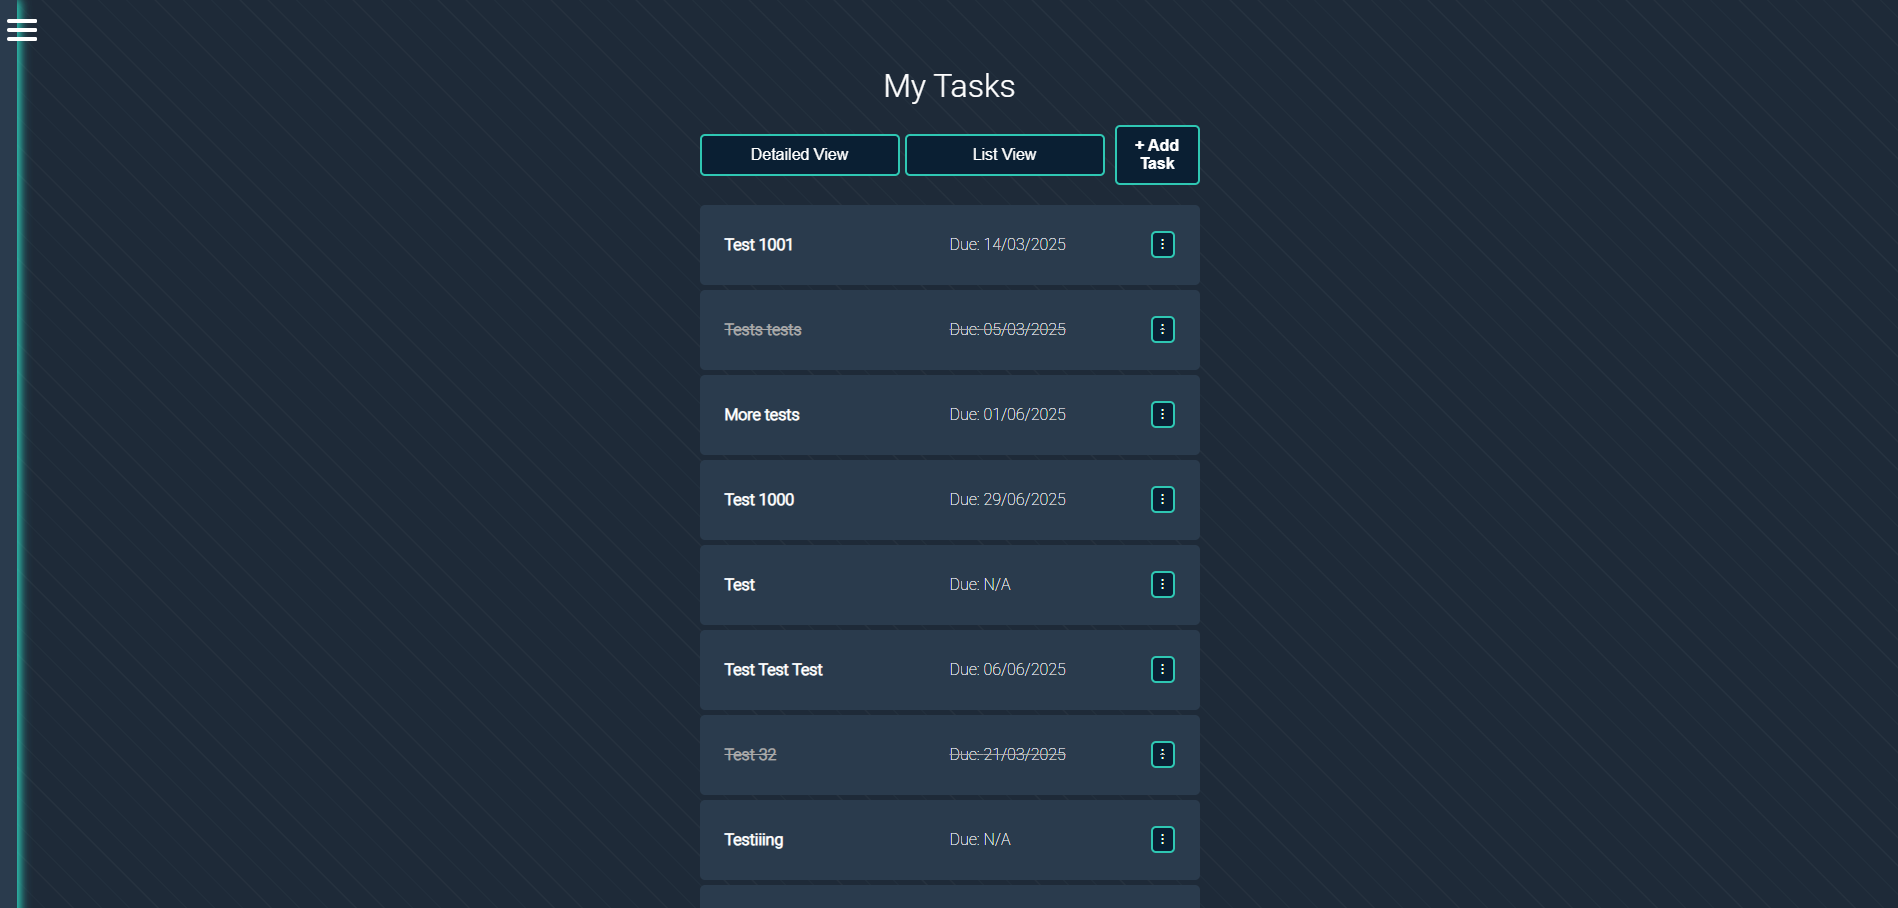 My Tasks
Detailed View
List View
+ Add
Task
Test 1001 Due: 14/03/2025
Tests tests Due: 05/03/2025
More tests Due: 01/06/2025
Test 1000 Due: 29/06/2025
Test Due: N/A
Test Test Test Due: 06/06/2025
Test 32 Due: 21/03/2025
Testiiing Due: N/A